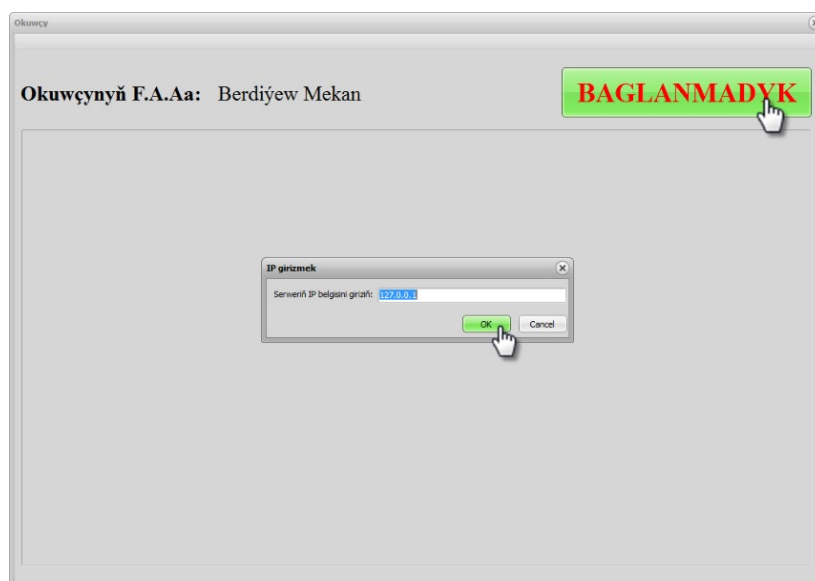 Okuwçy
Okuwçynyň F.A.Aa: Berdiýew Mekan
BAGLANMADYK
IP girizmek
Serweriň IP belgisini giriziň: 127.0.0.1
OK Cancel